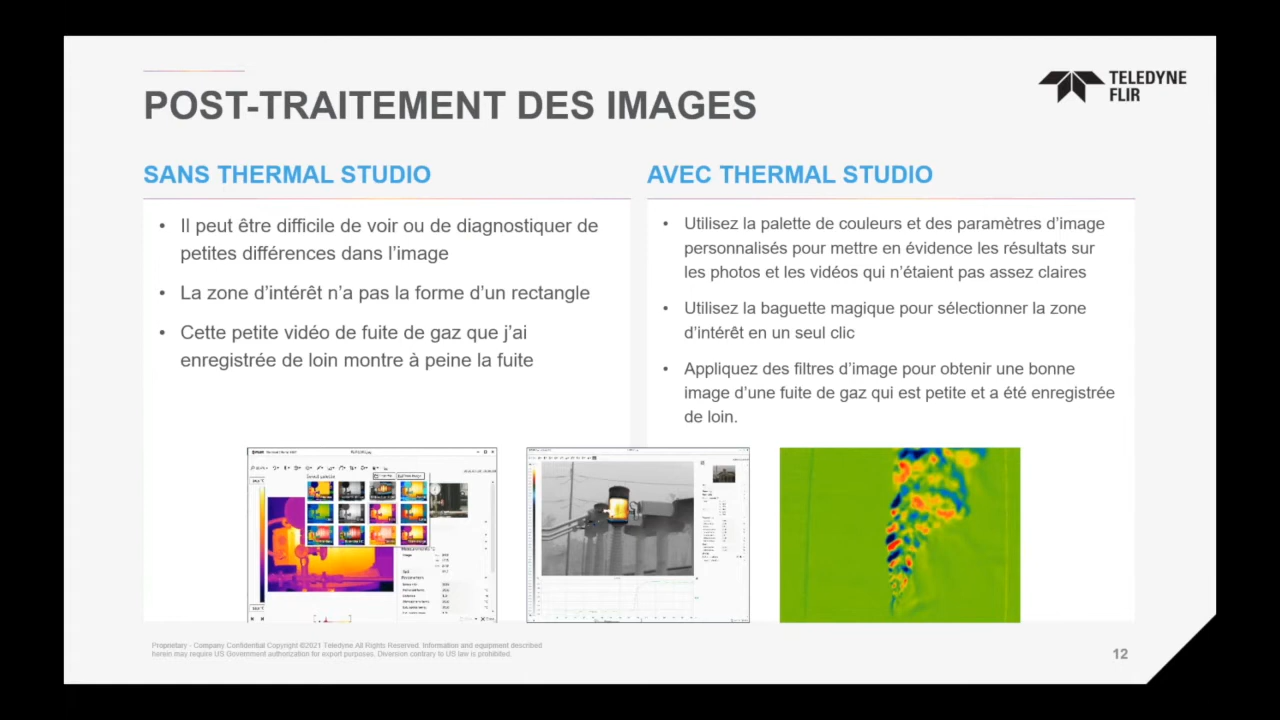 TELEDYNE
FLIR
POST-TRAITEMENT DES IMAGES
SANS THERMAL STUDIO
• Il peut être difficile de voir ou de diagnostiquer de
petites différences dans l’image
• La zone d’intérêt n’a pas la forme d’un rectangle
• Cette petite vidéo de fuite de gaz que j’ai
enregistrée de loin montre à peine la fuite
AVEC THERMAL STUDIO
• Utilisez la palette de couleurs et des paramètres d’image
personnalisés pour mettre en évidence les résultats sur
les photos et les vidéos qui n’étaient pas assez claires
• Utilisez la baguette magique pour sélectionner la zone
d’intérêt en un seul clic
• Appliquez des filtres d’image pour obtenir une bonne
image d’une fuite de gaz qui est petite et a été enregistrée
de loin.
Proprietary - Company Confidential Copyright ©2021 Teledyne All Rights Reserved. Information and equipment described
herein may require US Government authorization for export purposes. Diversion contrary to US law is prohibited.
12